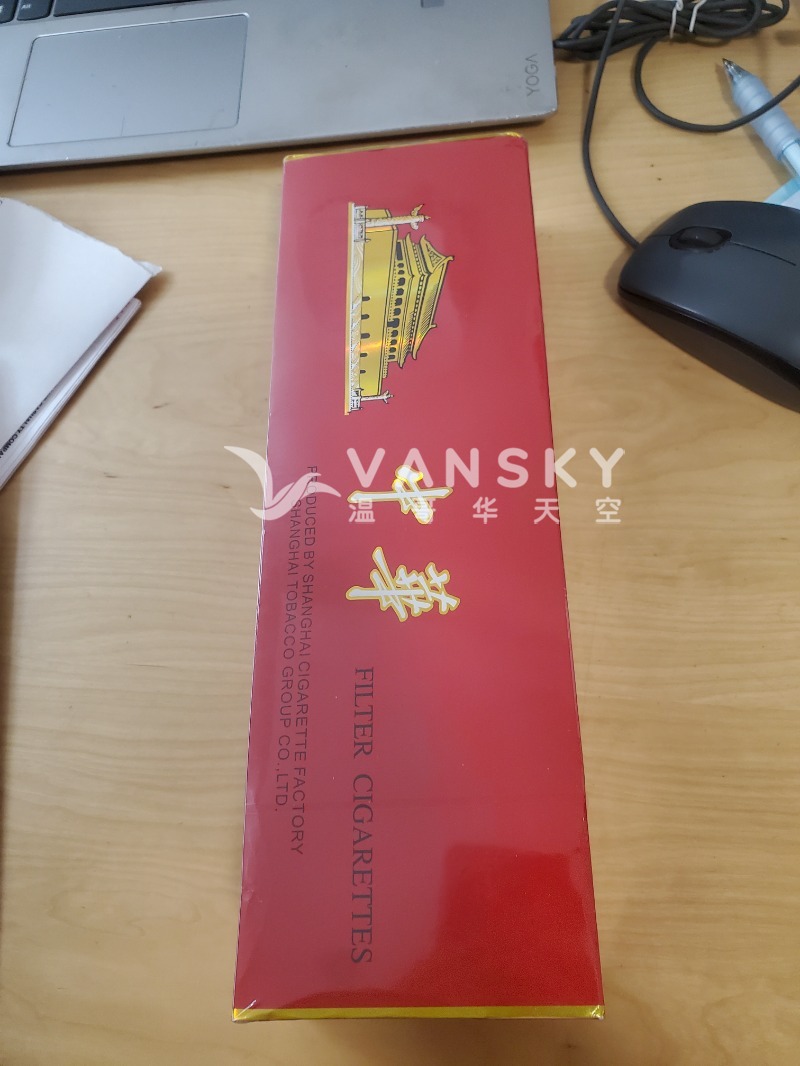 YOGA
VANSKY
温哥华天空
中華
FILTER CIGARETTES
PRODUCED BY SHANGHAI CIGARETTE FACTORY
SHANGHAI TOBACCO GROUP CO.,LTD.